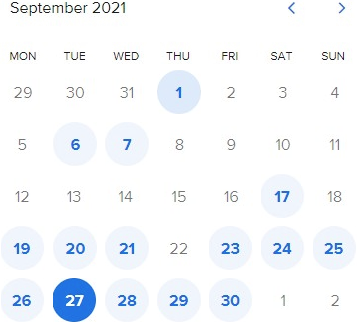 September 2021
MON TUE WED THU FRI SAT SUN
29 30 31 1 2 3 4
5 6 7 8 9 10 11
12 13 14 15 16 17 18
19 20 21 22 23 24 25
26 27 28 29 30 1 2